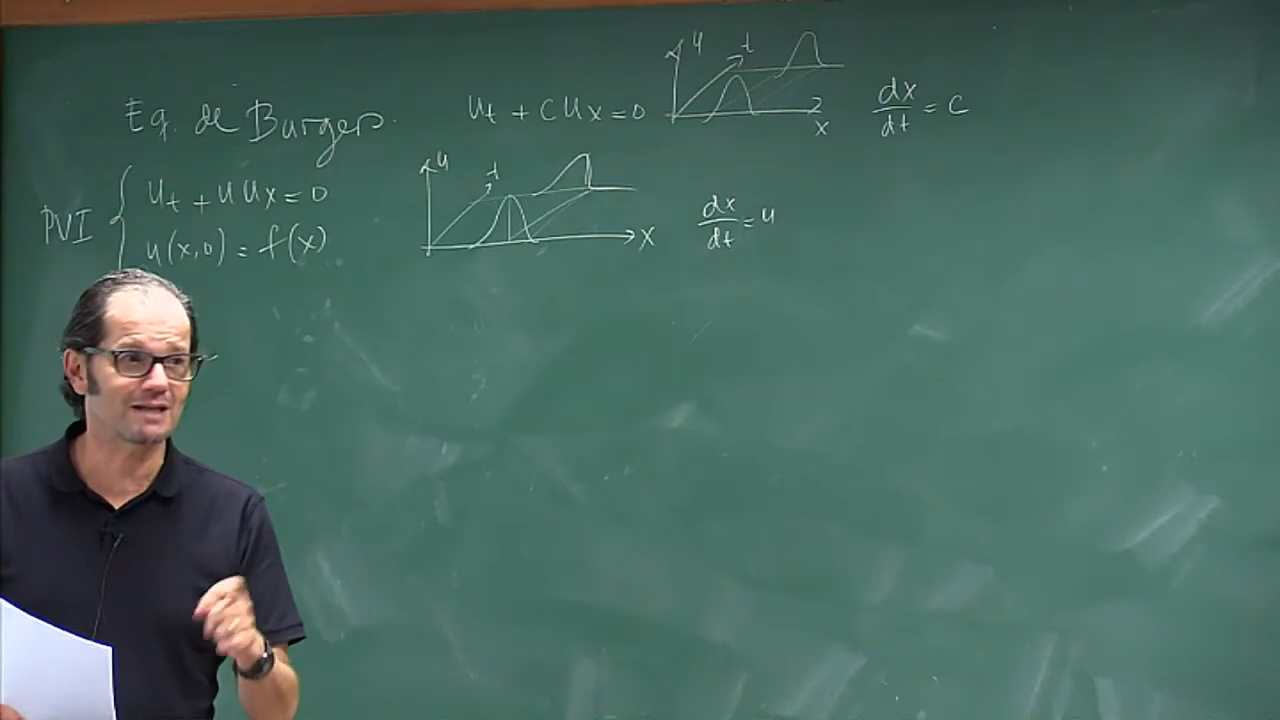 Eq. de Burgers.
u_t + c u_x = 0
u
t
x
dx/dt = c
PVI { u_t + u u_x = 0
u(x,0) = f(x)
u
t
x
dx/dt = u